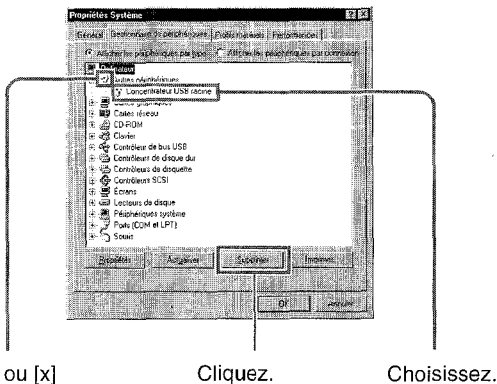 Propriétés Système
Général Gestionnaire de périphériques Profils matériels Performances
Afficher les périphériques par type Afficher les périphériques par connexion
Ordinateur
Autres périphériques
Concentrateur USB racine
Cartes graphiques
Cartes réseau
CD-ROM
Clavier
Contrôleur de bus USB
Contrôleurs de disque dur
Contrôleurs de disquette
Contrôleurs SCSI
Écrans
Lecteurs de disque
Périphériques système
Ports (COM et LPT)
Souris
Propriétés Actualiser Supprimer Imprimer...
OK Annuler
ou [x] Cliquez. Choisissez.